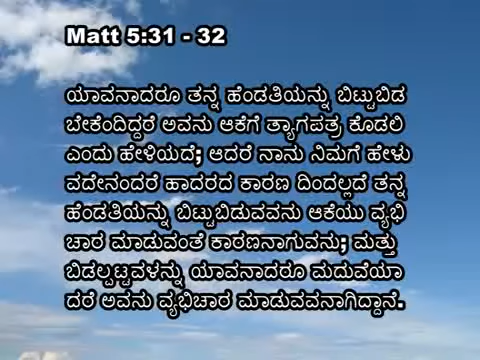 Matt 5:31 - 32
ಯಾವನಾದರೂ ತನ್ನ ಹೆಂಡತಿಯನ್ನು ಬಿಟ್ಟುಬಿಡ
ಬೇಕೆಂದಿದ್ದರೆ ಅವನು ಆಕೆಗೆ ತ್ಯಾಗಪತ್ರ ಕೊಡಲಿ
ಎಂದು ಹೇಳಿಯದೆ; ಆದರೆ ನಾನು ನಿಮಗೆ ಹೇಳು
ವದೇನಂದರೆ ಹಾದರದ ಕಾರಣ ದಿಂದಲ್ಲದೆ ತನ್ನ
ಹೆಂಡತಿಯನ್ನು ಬಿಟ್ಟುಬಿಡುವವನು ಆಕೆಯು ವ್ಯಭಿ
ಚಾರ ಮಾಡುವಂತೆ ಕಾರಣನಾಗುವನು; ಮತ್ತು
ಬಿಡಲ್ಪಟ್ಟವಳನ್ನು ಯಾವನಾದರೂ ಮದುವೆಯಾ
ದರೆ ಅವನು ವ್ಯಭಿಚಾರ ಮಾಡುವವನಾಗಿದ್ದಾನೆ.